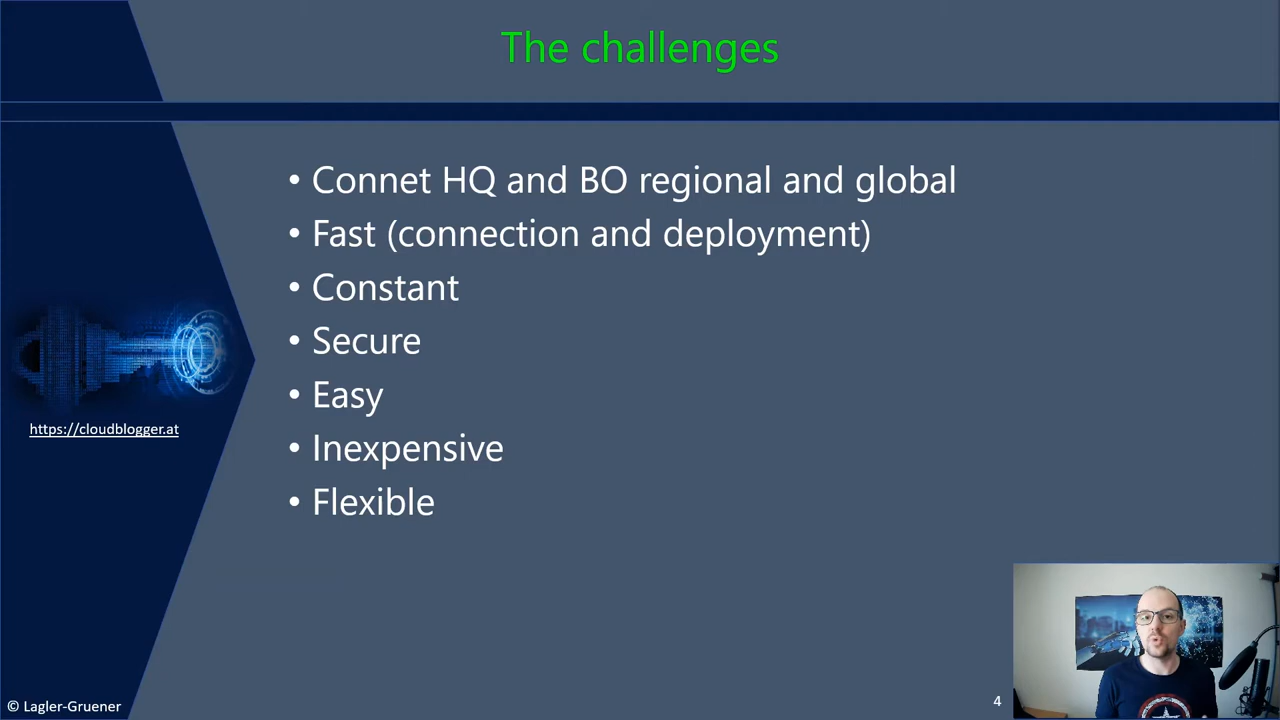 The challenges
• Connet HQ and BO regional and global
• Fast (connection and deployment)
• Constant
• Secure
• Easy
• Inexpensive
• Flexible
https://cloudblogger.at
© Lagler-Gruener
4